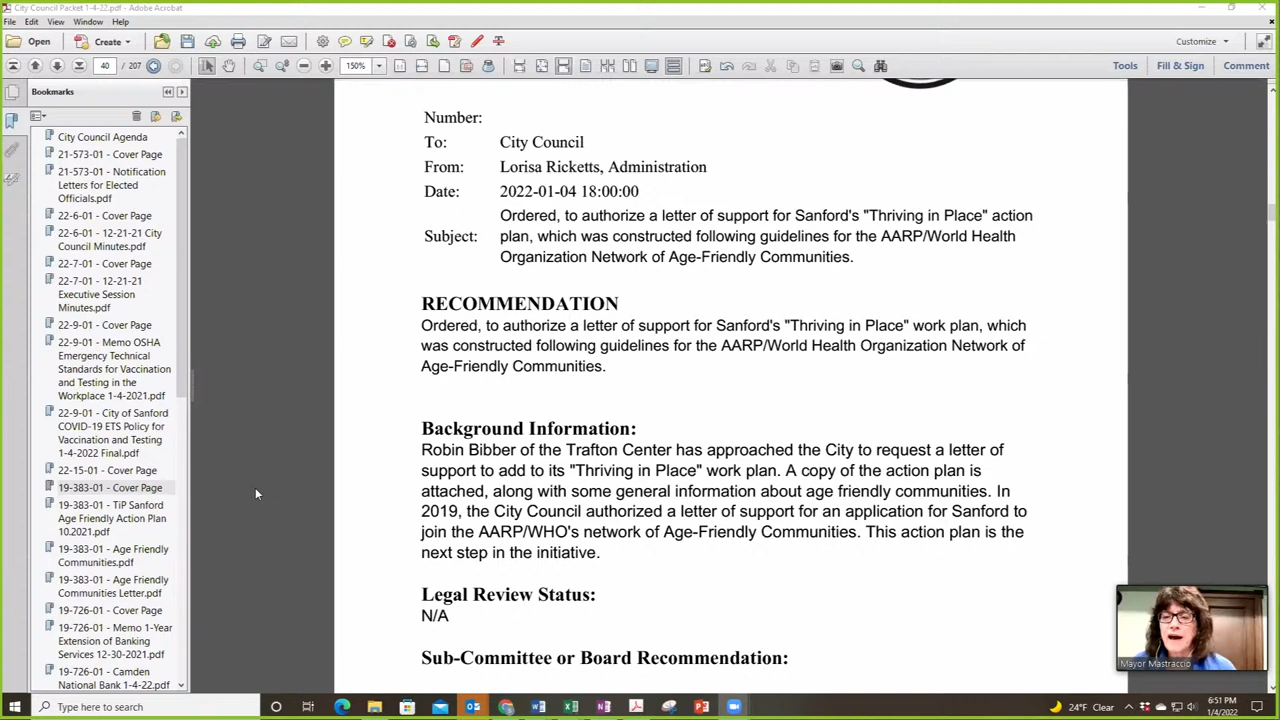 City Council Packet 1-4-22.pdf - Adobe Acrobat
File Edit View Window Help
Open Create Customize
40 / 207 150% Tools Fill & Sign Comment
Bookmarks
City Council Agenda
21-573-01 - Cover Page
21-573-01 - Notification
Letters for Elected
Officials.pdf
22-6-01 - Cover Page
22-6-01 - 12-21-21 City
Council Minutes.pdf
22-7-01 - Cover Page
22-7-01 - 12-21-21
Executive Session
Minutes.pdf
22-9-01 - Cover Page
22-9-01 - Memo OSHA
Emergency Technical
Standards for Vaccination
and Testing in the
Workplace 1-4-2021.pdf
22-9-01 - City of Sanford
COVID-19 ETS Policy for
Vaccination and Testing
1-4-2022 Final.pdf
22-15-01 - Cover Page
19-383-01 - Cover Page
19-383-01 - TiP Sanford
Age Friendly Action Plan
10.2021.pdf
19-383-01 - Age Friendly
Communities.pdf
19-383-01 - Age Friendly
Communities Letter.pdf
19-726-01 - Cover Page
19-726-01 - Memo 1-Year
Extension of Banking
Services 12-30-2021.pdf
19-726-01 - Camden
National Bank 1-4-22.pdf
Number:
To: City Council
From: Lorisa Ricketts, Administration
Date: 2022-01-04 18:00:00
Ordered, to authorize a letter of support for Sanford's "Thriving in Place" action
Subject: plan, which was constructed following guidelines for the AARP/World Health
Organization Network of Age-Friendly Communities.
RECOMMENDATION
Ordered, to authorize a letter of support for Sanford's "Thriving in Place" work plan, which
was constructed following guidelines for the AARP/World Health Organization Network of
Age-Friendly Communities.
Background Information:
Robin Bibber of the Trafton Center has approached the City to request a letter of
support to add to its "Thriving in Place" work plan. A copy of the action plan is
attached, along with some general information about age friendly communities. In
2019, the City Council authorized a letter of support for an application for Sanford to
join the AARP/WHO's network of Age-Friendly Communities. This action plan is the
next step in the initiative.
Legal Review Status:
N/A
Sub-Committee or Board Recommendation:
Mayor Mastraccio
Type here to search
24°F Clear
6:51 PM
1/4/2022